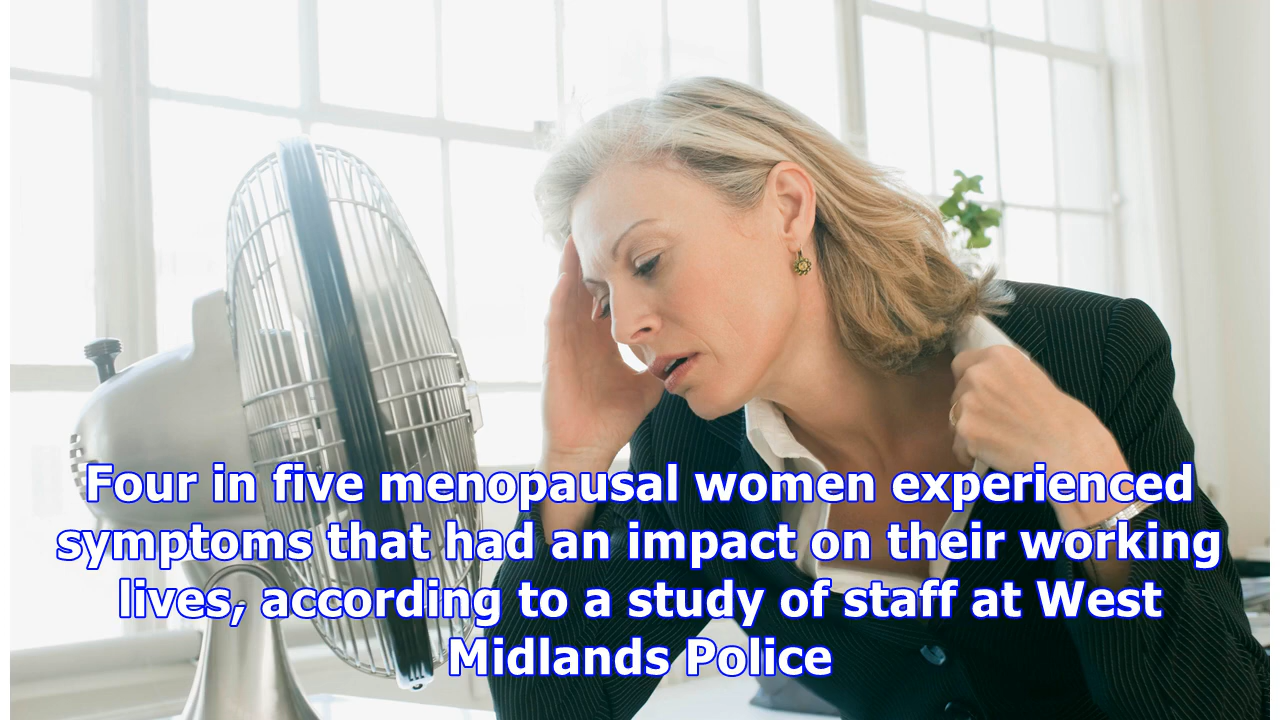 Four in five menopausal women experienced
symptoms that had an impact on their working
lives, according to a study of staff at West
Midlands Police